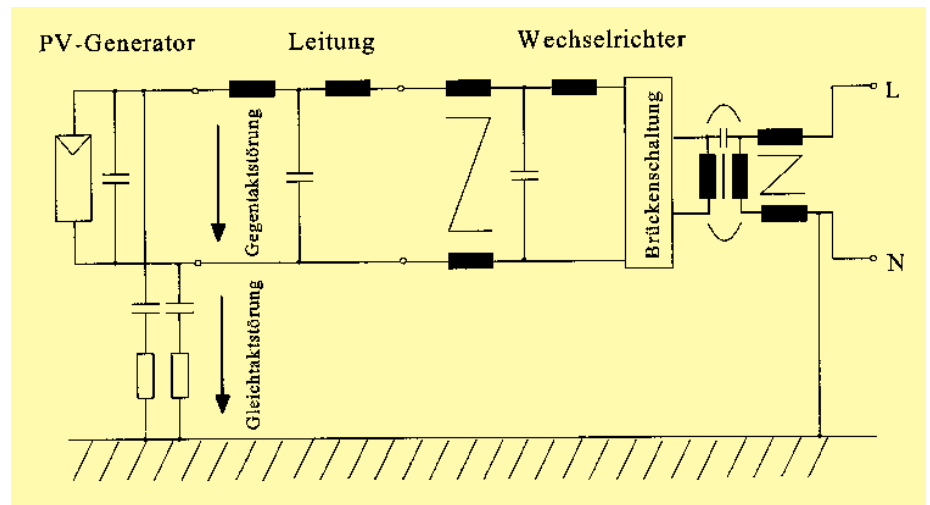 PV-Generator
Leitung
Wechselrichter
L
Gegentaktstörung
Brückenschaltung
N
Gleichtaktstörung